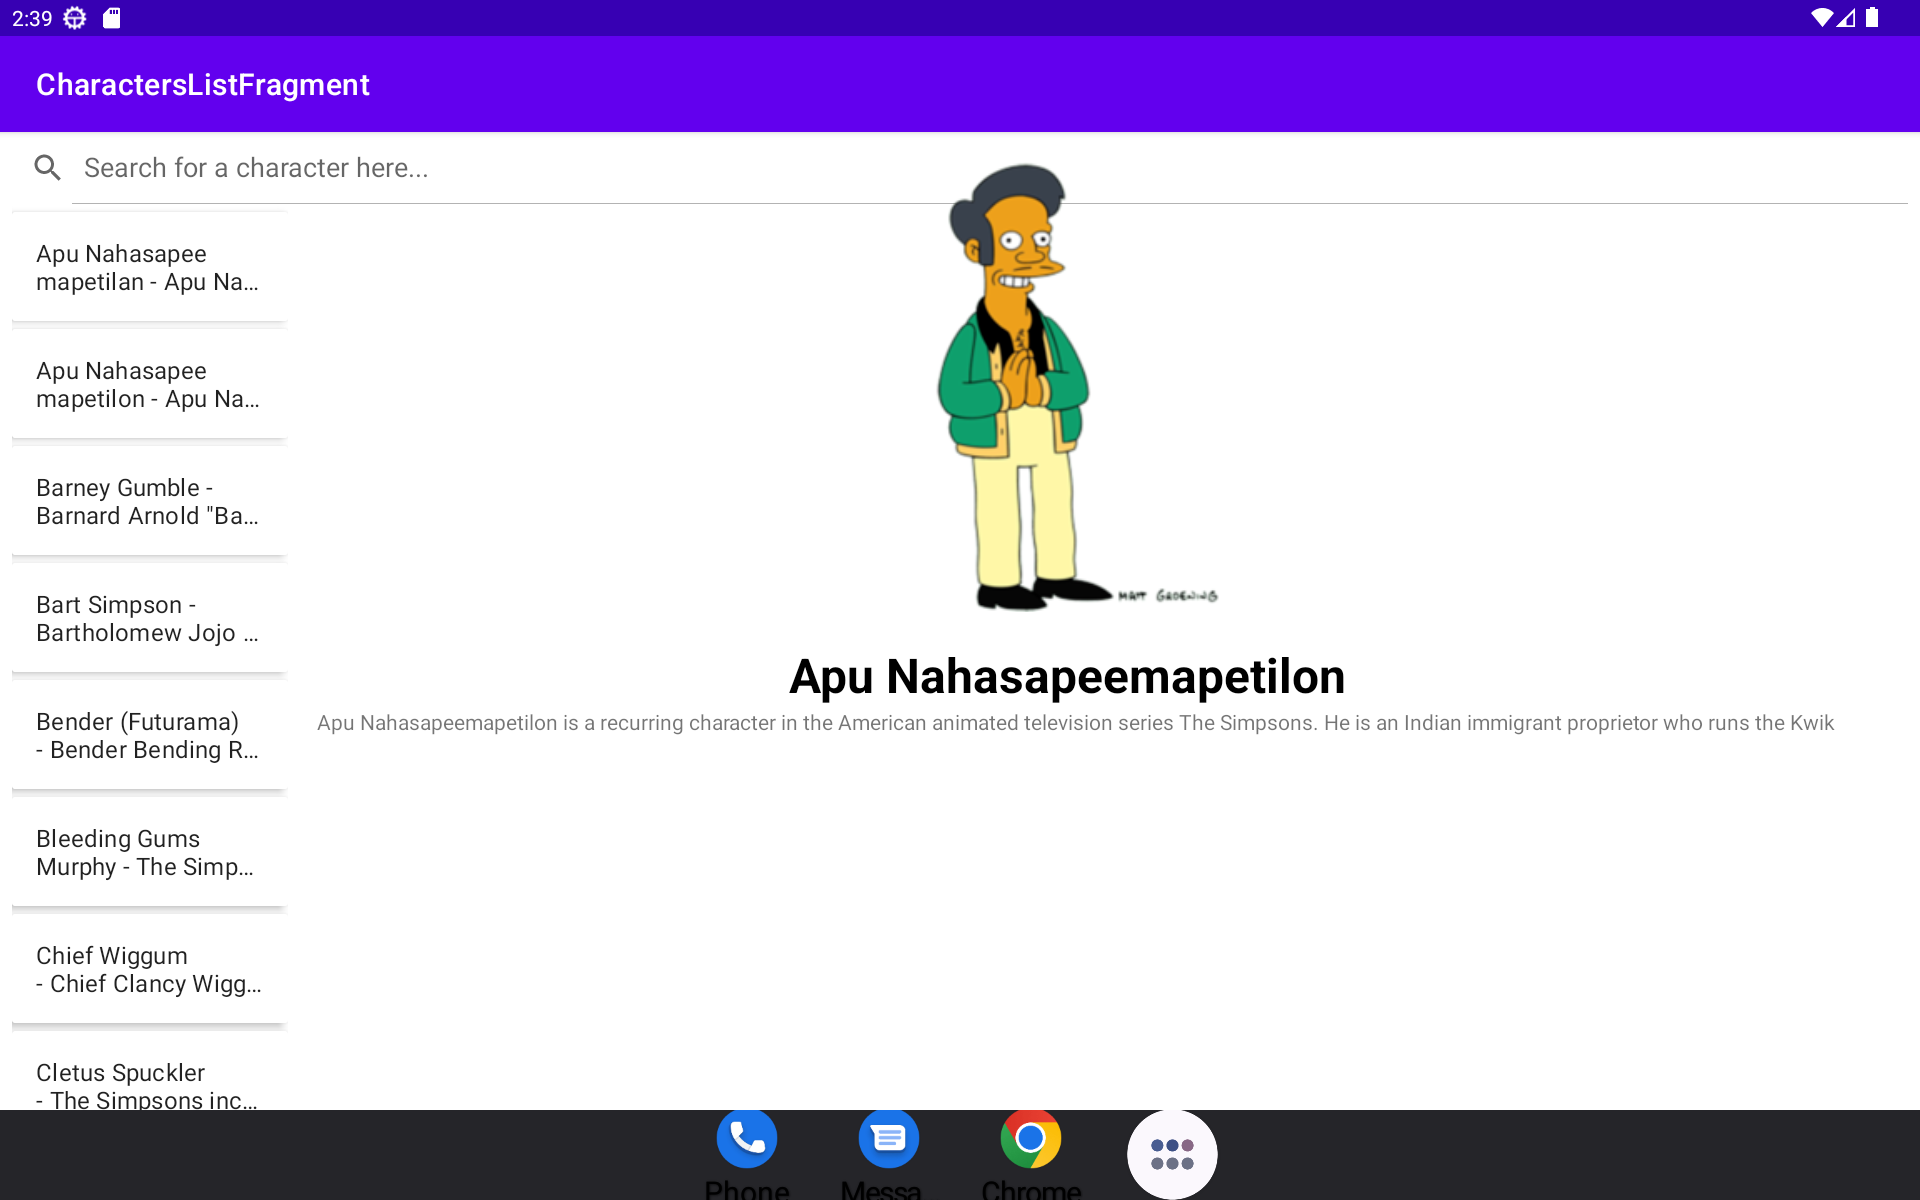 2:39
CharactersListFragment
Search for a character here...
Apu Nahasapee
mapetilan - Apu Na...
Apu Nahasapee
mapetilon - Apu Na...
Barney Gumble -
Barnard Arnold "Ba...
Bart Simpson -
Bartholomew Jojo ...
Bender (Futurama)
- Bender Bending R...
Bleeding Gums
Murphy - The Simp...
Chief Wiggum
- Chief Clancy Wigg...
Cletus Spuckler
- The Simpsons inc...
MATT GROENING
Apu Nahasapeemapetilon
Apu Nahasapeemapetilon is a recurring character in the American animated television series The Simpsons. He is an Indian immigrant proprietor who runs the Kwik
Phone
Messa
Chrome